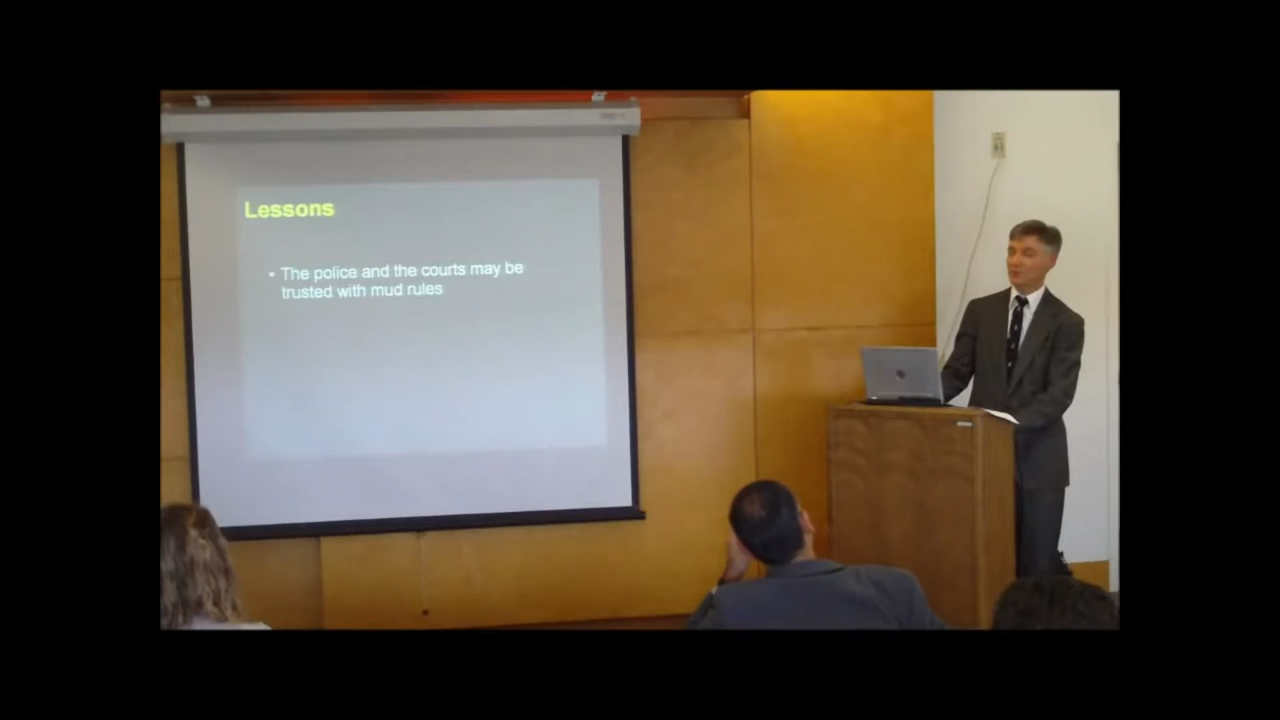 Lessons
• The police and the courts may be
trusted with mud rules